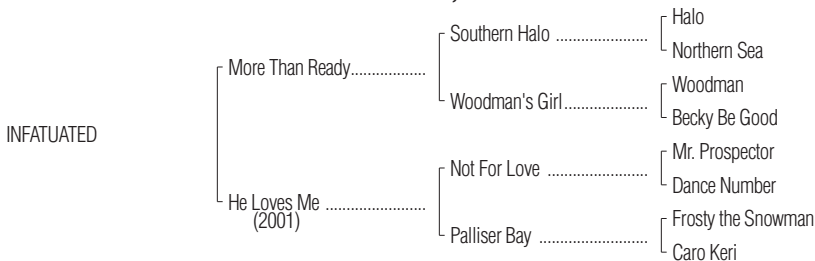 Halo
Southern Halo ......................
Northern Sea
More Than Ready..................
Woodman
Woodman's Girl....................
Becky Be Good
INFATUATED
Mr. Prospector
Not For Love ........................
Dance Number
He Loves Me ........................
(2001)
Frosty the Snowman
Palliser Bay ..........................
Caro Keri